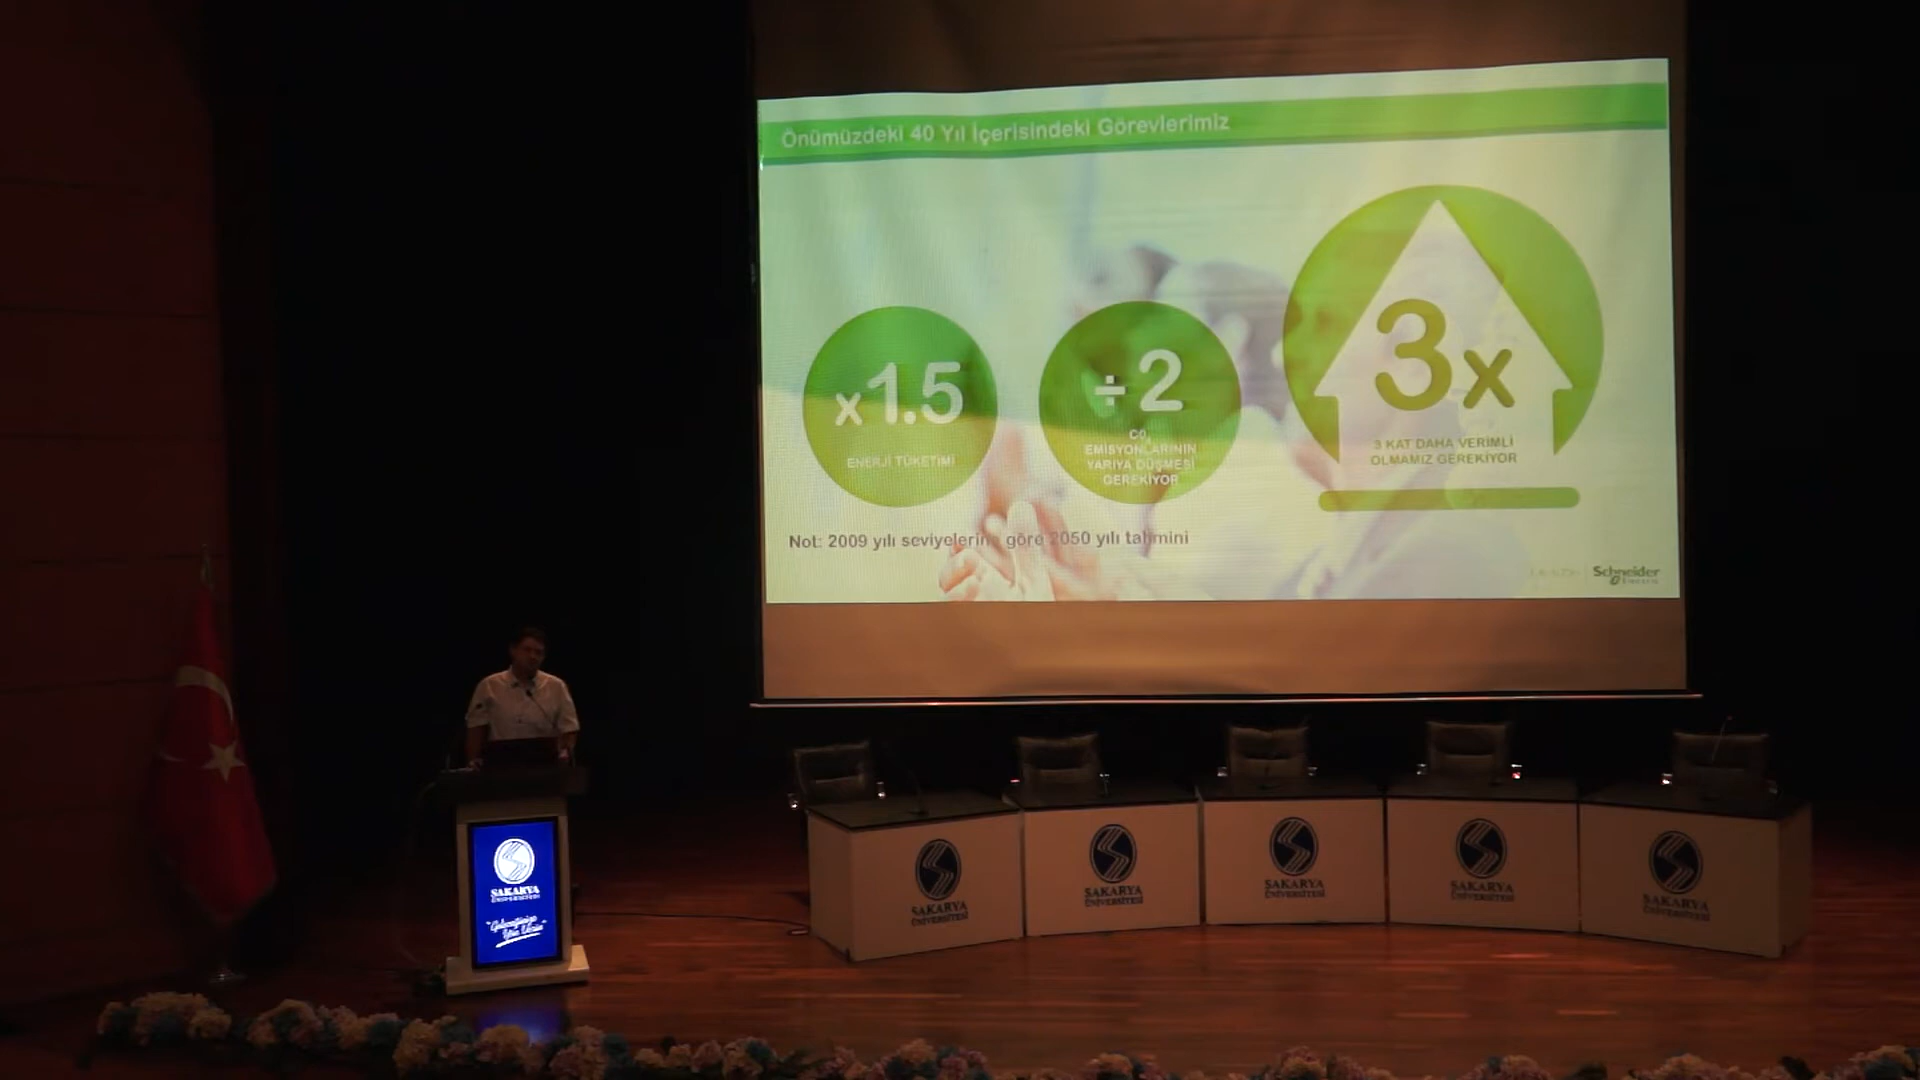 Önümüzdeki 40 Yıl İçerisindeki Görevlerimiz
x1.5
ENERJİ TÜKETİMİ
÷2
CO
EMİSYONLARININ
YARIYA DÜŞMESİ
GEREKİYOR
3x
3 KAT DAHA VERİMLİ
OLMAMIZ GEREKİYOR
Not: 2009 yılı seviyelerine göre 2050 yılı tahmini
Schneider
Electric
SAKARYA
ÜNİVERSİTESİ
SAKARYA
ÜNİVERSİTESİ
SAKARYA
ÜNİVERSİTESİ
SAKARYA
ÜNİVERSİTESİ
SAKARYA
ÜNİVERSİTESİ
SAKARYA
ÜNİVERSİTESİ